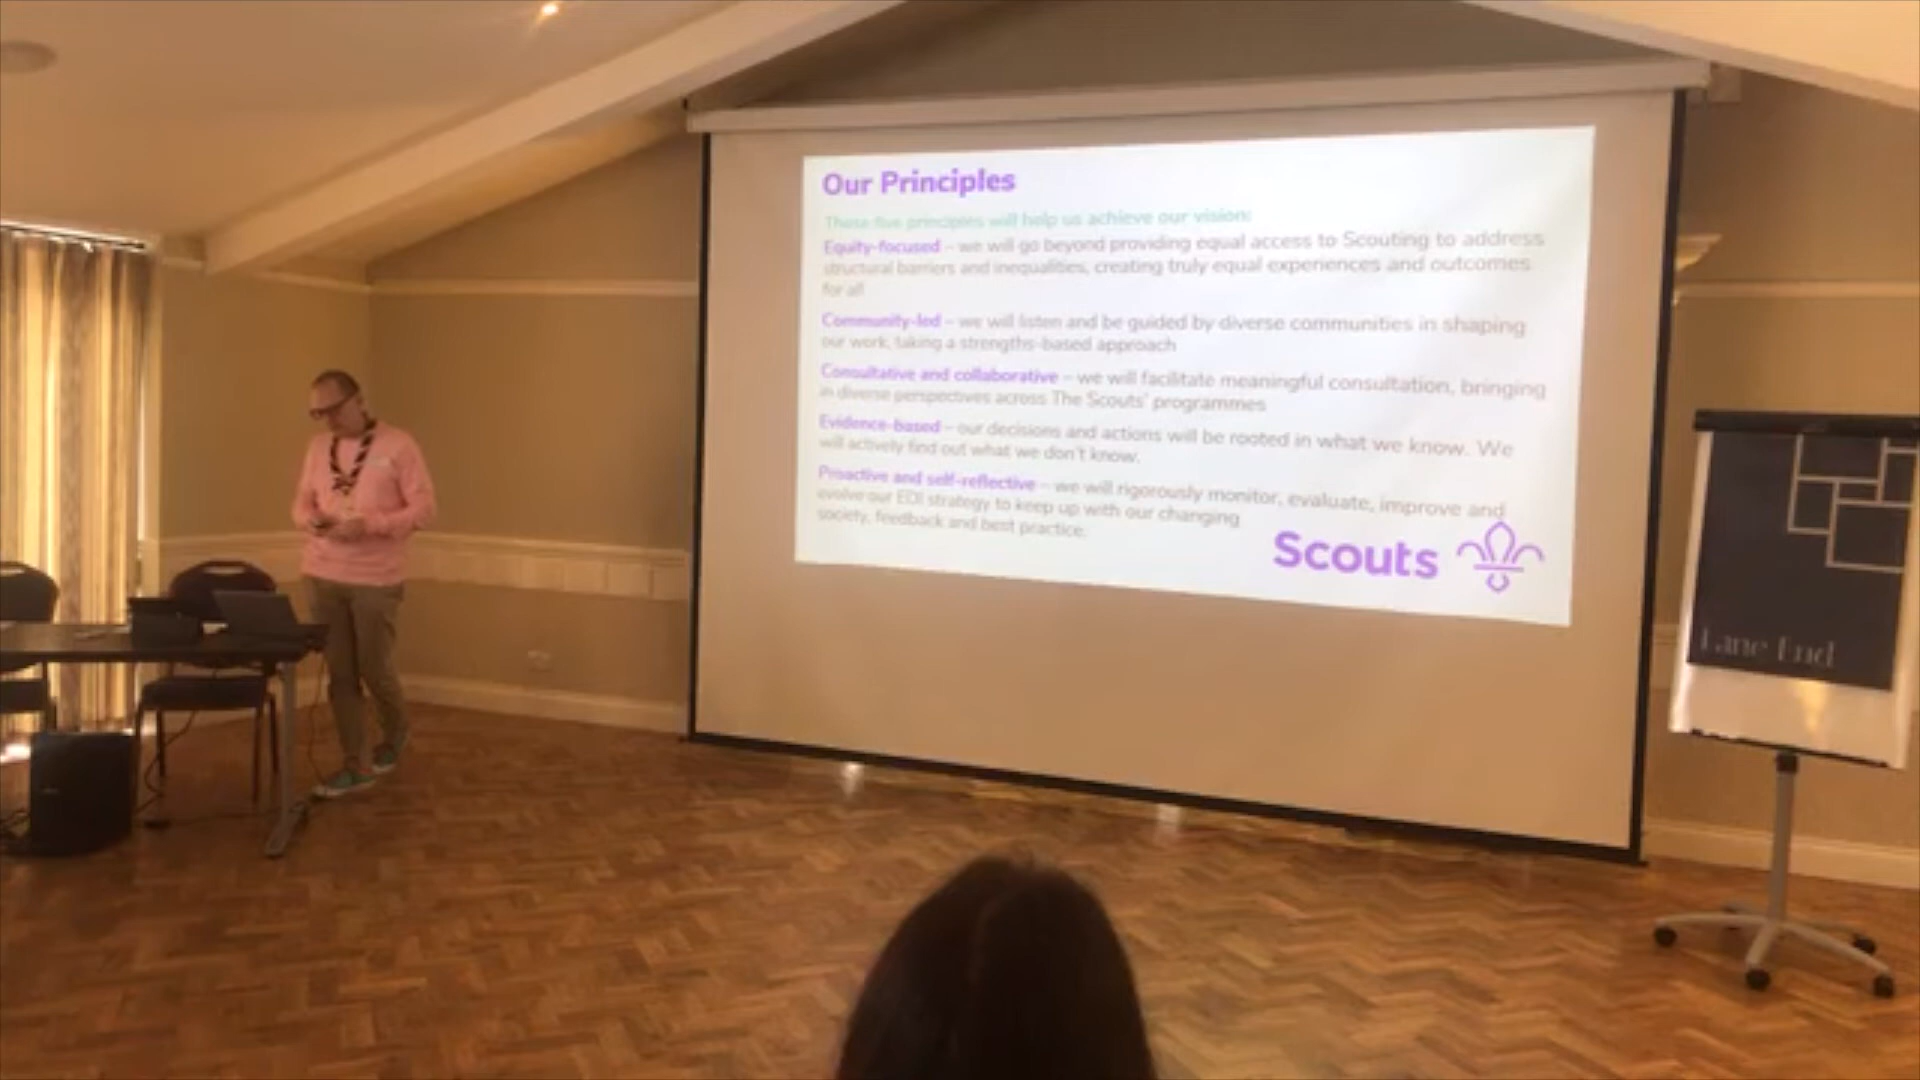 Our Principles
These five principles will help us achieve our vision:
Equity-focused – we will go beyond providing equal access to Scouting to address
structural barriers and inequalities, creating truly equal experiences and outcomes
for all
Community-led – we will listen and be guided by diverse communities in shaping
our work, taking a strengths-based approach
Consultative and collaborative – we will facilitate meaningful consultation, bringing
in diverse perspectives across The Scouts' programmes
Evidence-based – our decisions and actions will be rooted in what we know. We
will actively find out what we don't know.
Proactive and self-reflective – we will rigorously monitor, evaluate, improve and
evolve our EDI strategy to keep up with our changing
society, feedback and best practice.
Scouts
Lane End